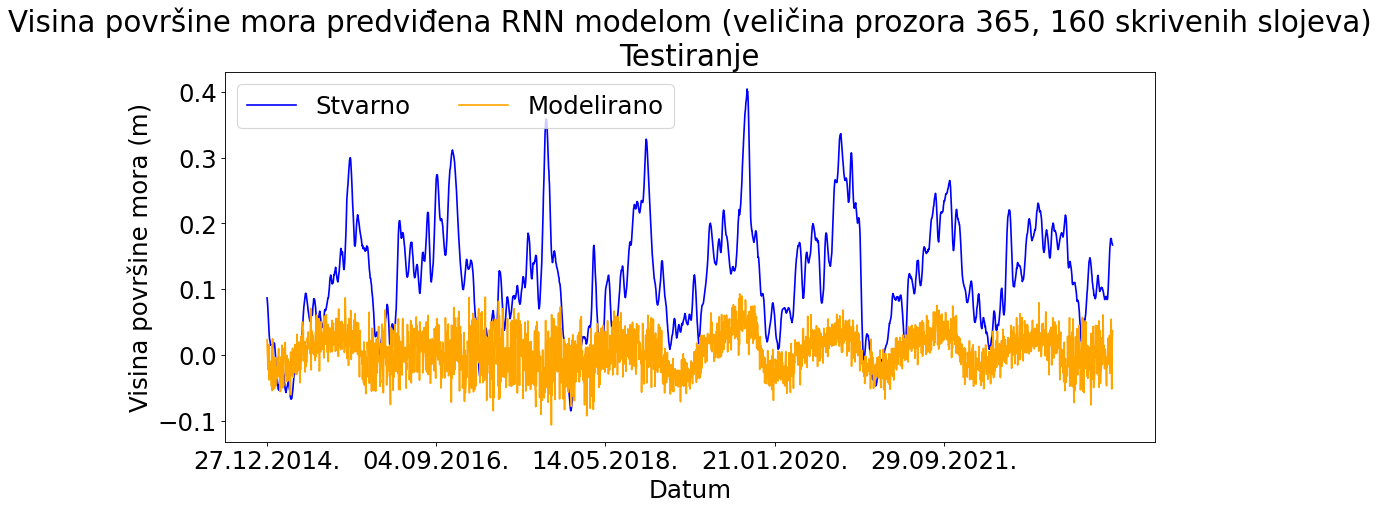 Visina površine mora predviđena RNN modelom (veličina prozora 365, 160 skrivenih slojeva)
Testiranje
Stvarno Modelirano
Visina površine mora (m)
0.4
0.3
0.2
0.1
0.0
−0.1
27.12.2014. 04.09.2016. 14.05.2018. 21.01.2020. 29.09.2021.
Datum